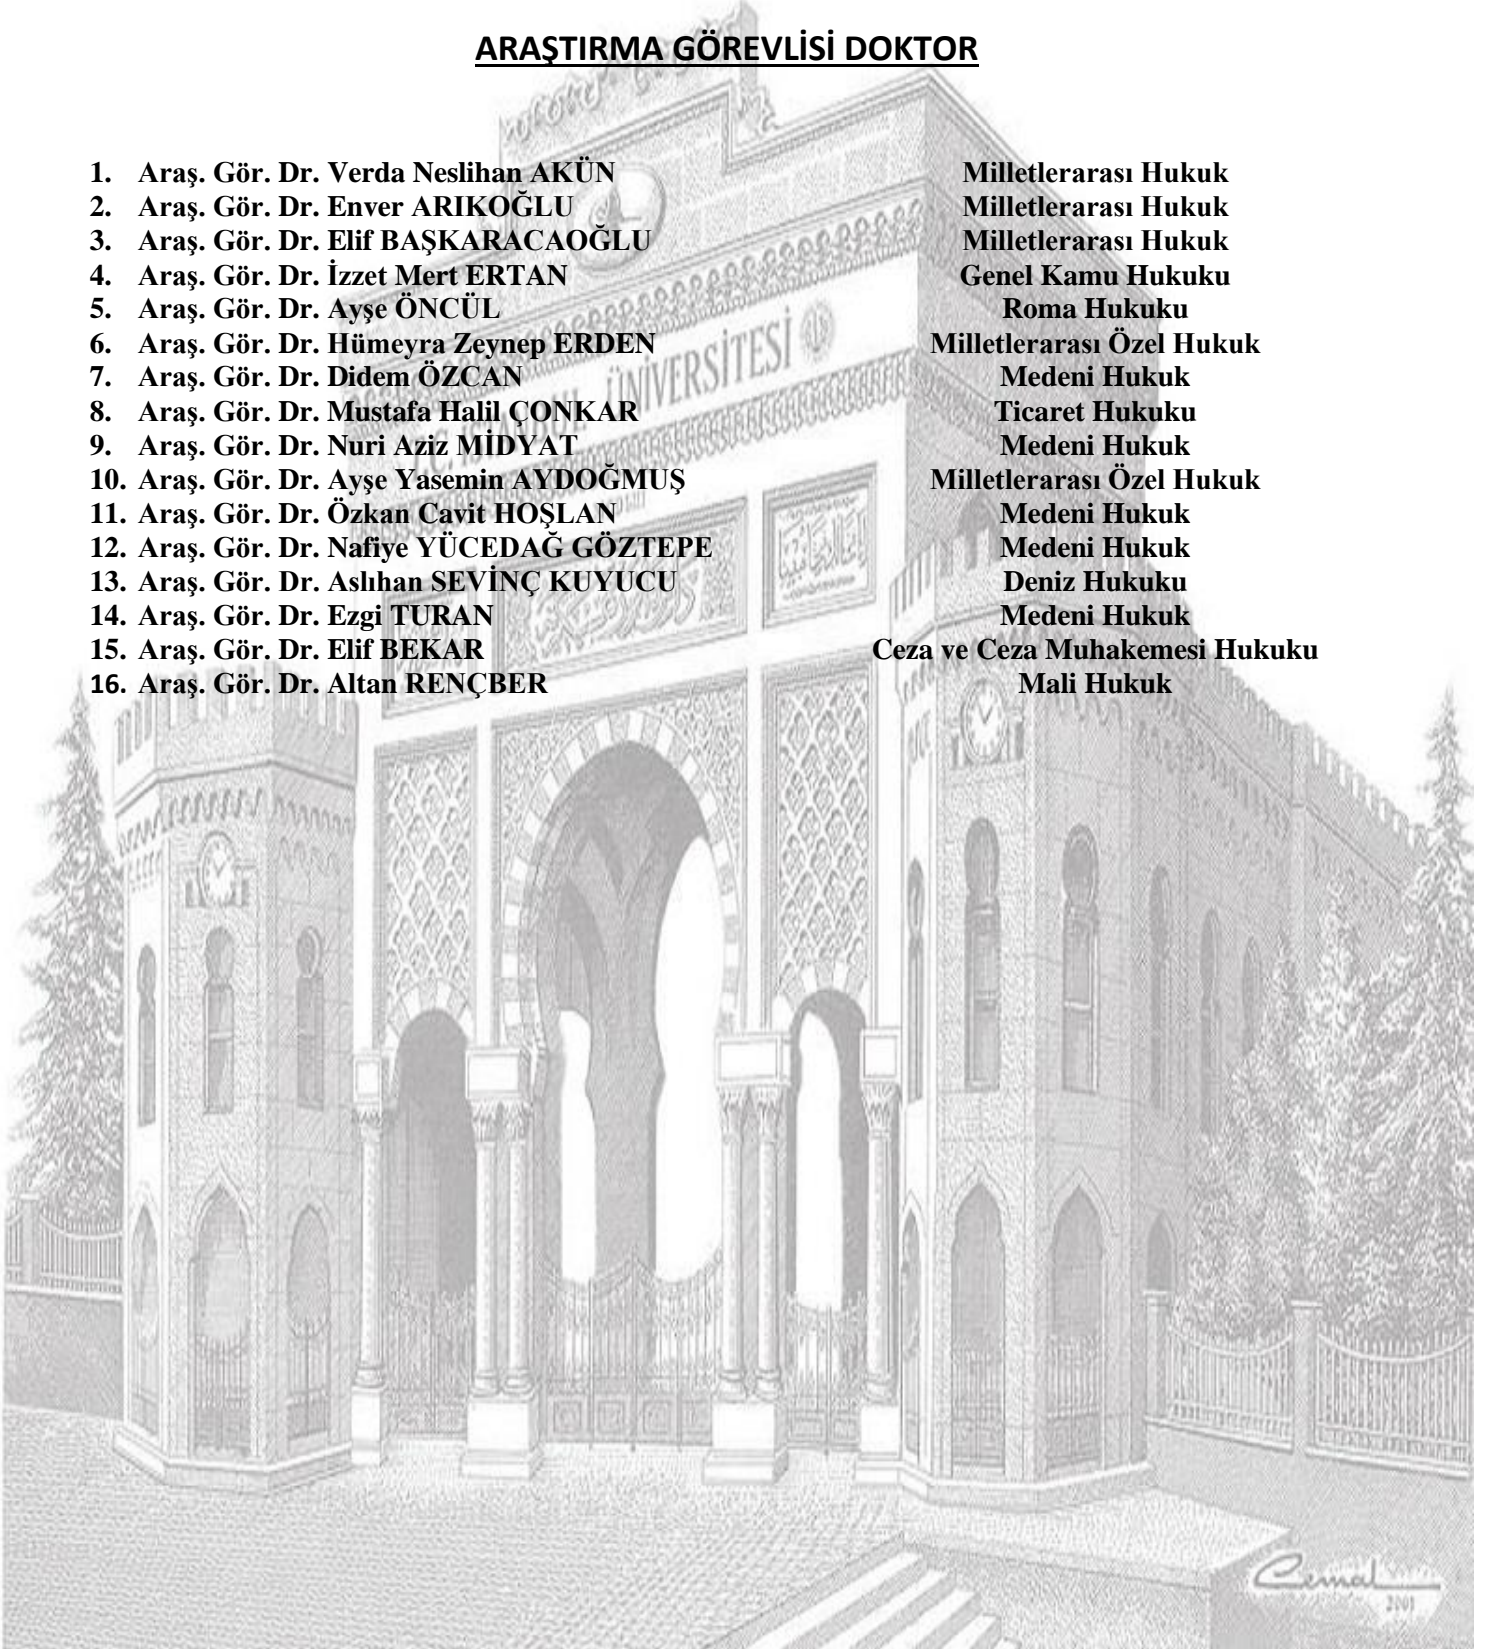 ARAŞTIRMA GÖREVLİSİ DOKTOR
1. Araş. Gör. Dr. Verda Neslihan AKÜN Milletlerarası Hukuk
2. Araş. Gör. Dr. Enver ARIKOĞLU Milletlerarası Hukuk
3. Araş. Gör. Dr. Elif BAŞKARACAOĞLU Milletlerarası Hukuk
4. Araş. Gör. Dr. İzzet Mert ERTAN Genel Kamu Hukuku
5. Araş. Gör. Dr. Ayşe ÖNCÜL Roma Hukuku
6. Araş. Gör. Dr. Hümeyra Zeynep ERDEN Milletlerarası Özel Hukuk
7. Araş. Gör. Dr. Didem ÖZCAN Medeni Hukuk
8. Araş. Gör. Dr. Mustafa Halil ÇONKAR Ticaret Hukuku
9. Araş. Gör. Dr. Nuri Aziz MİDYAT Medeni Hukuk
10. Araş. Gör. Dr. Ayşe Yasemin AYDOĞMUŞ Milletlerarası Özel Hukuk
11. Araş. Gör. Dr. Özkan Cavit HOŞLAN Medeni Hukuk
12. Araş. Gör. Dr. Nafiye YÜCEDAĞ GÖZTEPE Medeni Hukuk
13. Araş. Gör. Dr. Aslıhan SEVİNÇ KUYUCU Deniz Hukuku
14. Araş. Gör. Dr. Ezgi TURAN Medeni Hukuk
15. Araş. Gör. Dr. Elif BEKAR Ceza ve Ceza Muhakemesi Hukuku
16. Araş. Gör. Dr. Altan RENÇBER Mali Hukuk
T.C. İSTANBUL ÜNİVERSİTESİ
Cemal
2001